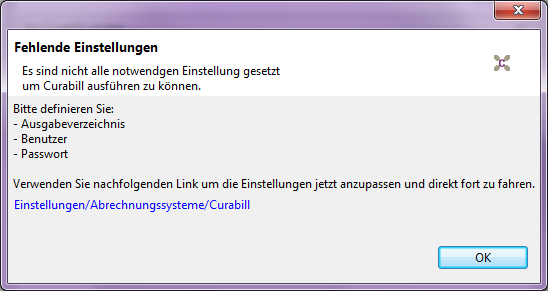 Fehlende Einstellungen
Es sind nicht alle notwendgen Einstellung gesetzt
um Curabill ausführen zu können.
C
Bitte definieren Sie:
- Ausgabeverzeichnis
- Benutzer
- Passwort
Verwenden Sie nachfolgenden Link um die Einstellungen jetzt anzupassen und direkt fort zu fahren.
Einstellungen/Abrechnungssysteme/Curabill
OK